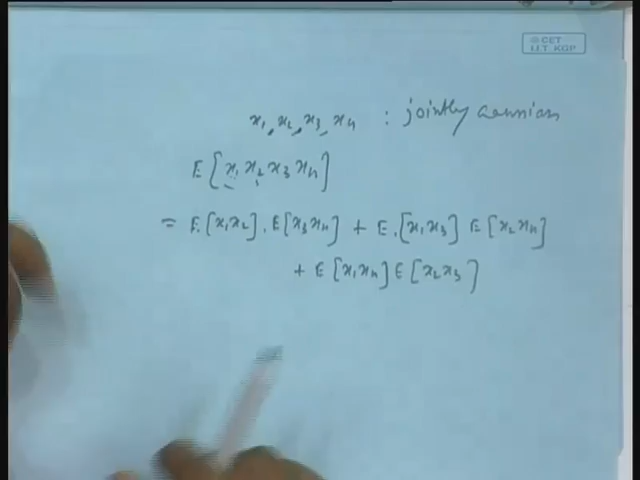 © CET
I.I.T. KGP
x₁, x₂, x₃, x₄ : jointly Gaussian
E[x₁ x₂ x₃ x₄]
= E.[x₁x₂] . E[x₃x₄] + E.[x₁x₃] E[x₂x₄]
+ E[x₁x₄] E[x₂x₃]